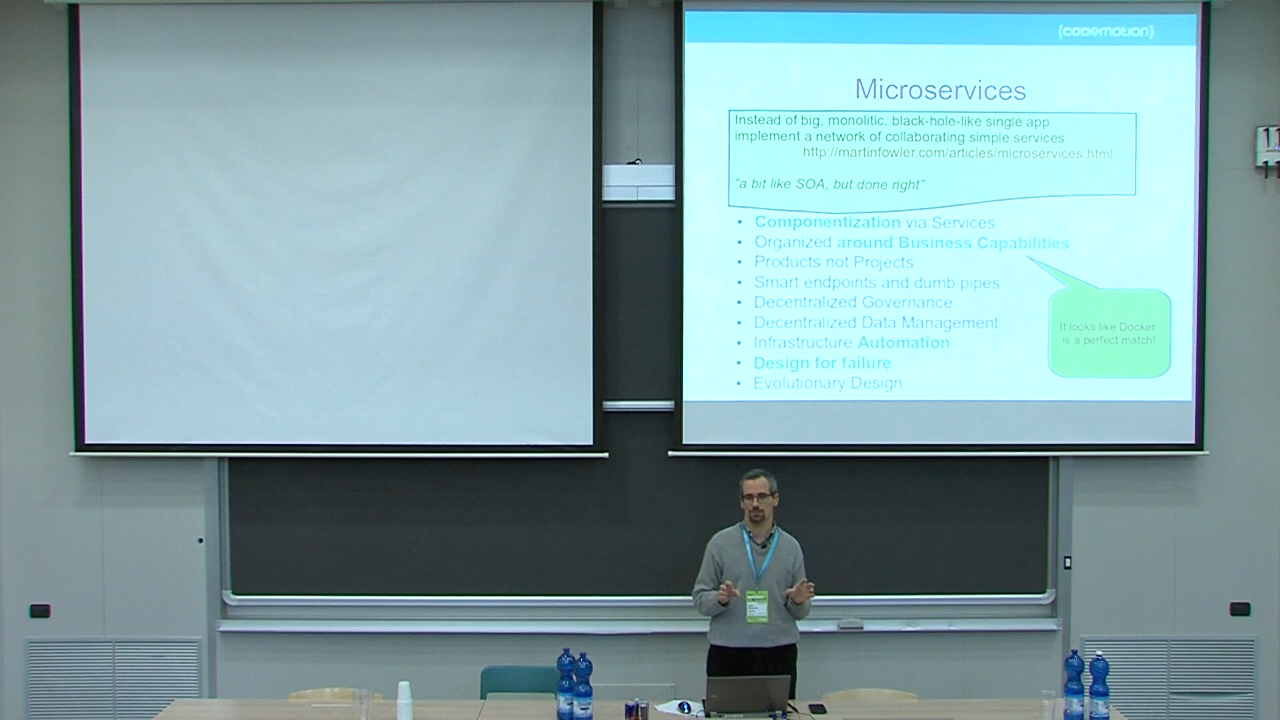 {codemotion}
Microservices
Instead of big, monolitic, black-hole-like single app
implement a network of collaborating simple services
http://martinfowler.com/articles/microservices.html
"a bit like SOA, but done right"
Componentization via Services
Organized around Business Capabilities
Products not Projects
Smart endpoints and dumb pipes
Decentralized Governance
Decentralized Data Management
Infrastructure Automation
Design for failure
Evolutionary Design
It looks like Docker
is a perfect match!